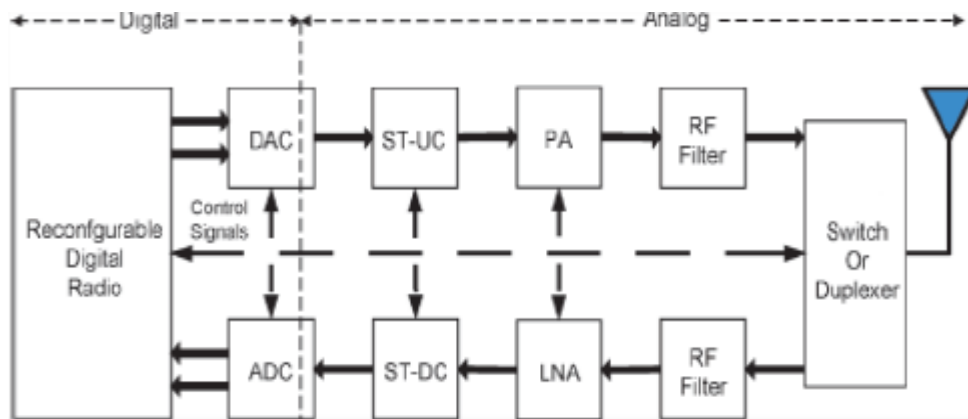 Digital
Analog
DAC
ST-UC
PA
RF
Filter
Control
Signals
Reconfgurable
Digital
Radio
Switch
Or
Duplexer
ADC
ST-DC
LNA
RF
Filter